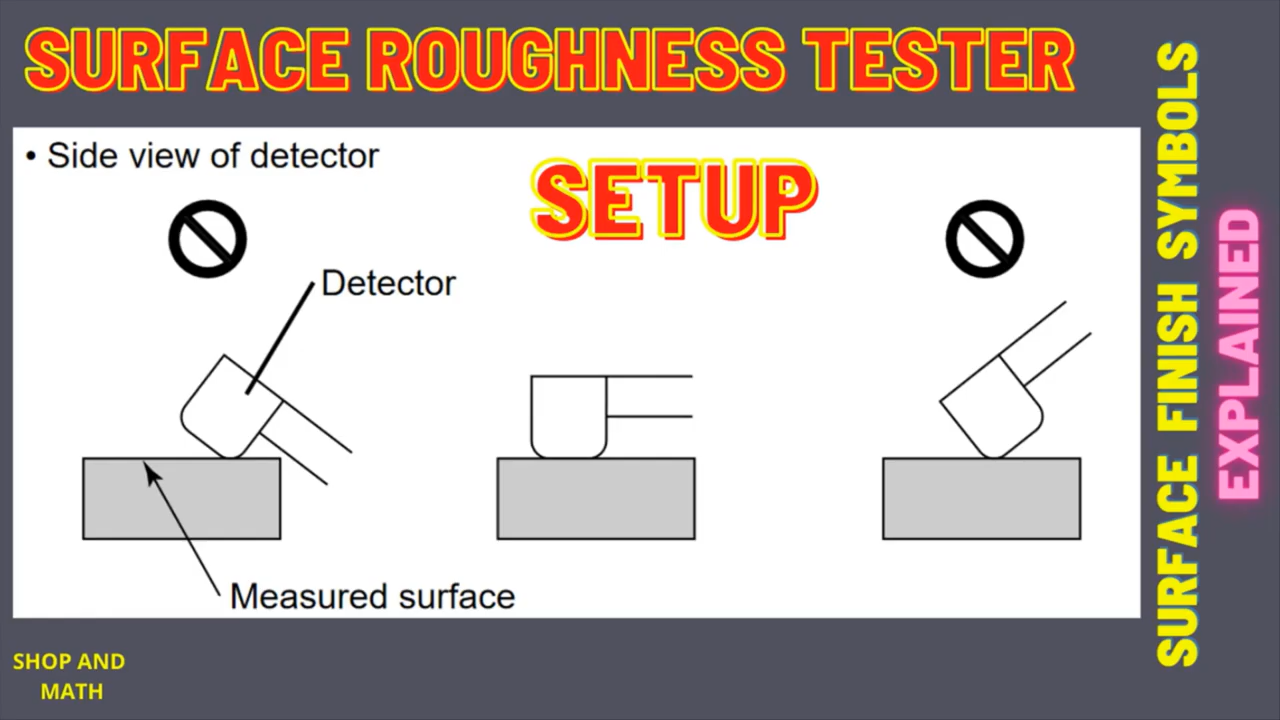 SURFACE ROUGHNESS TESTER
• Side view of detector
SETUP
Detector
Measured surface
SHOP AND
MATH
SURFACE FINISH SYMBOLS
EXPLAINED